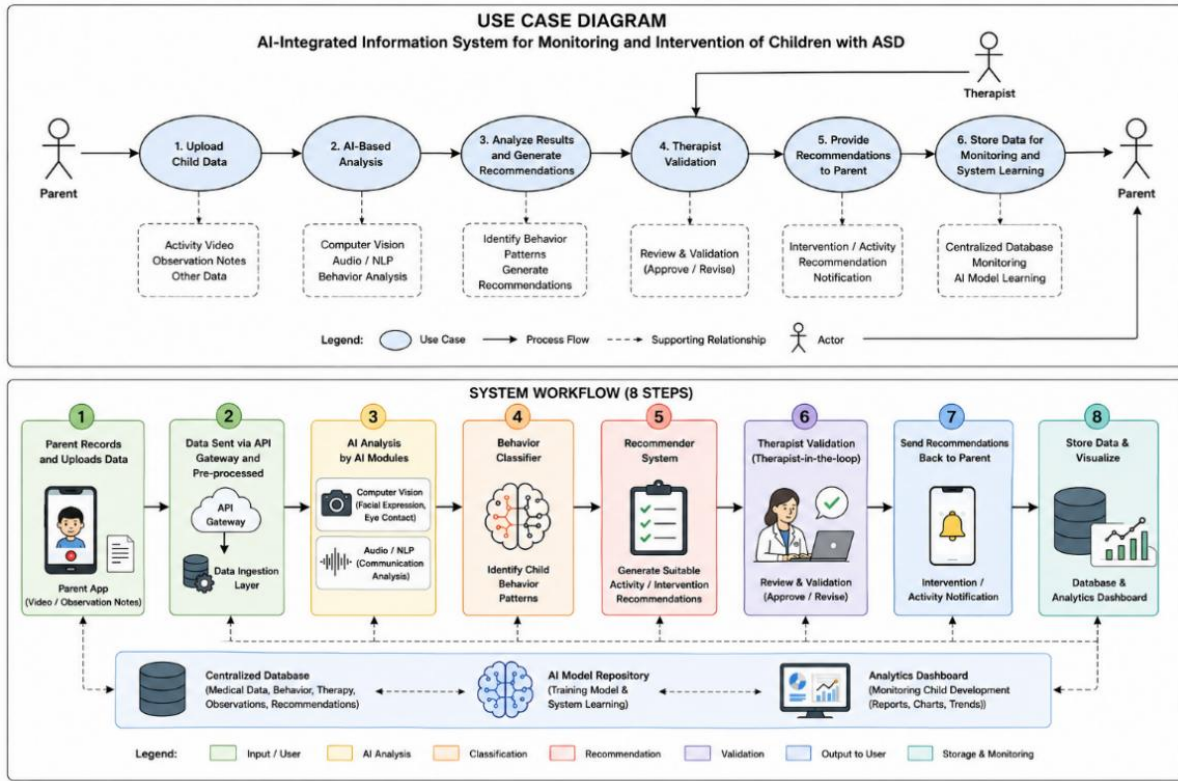 USE CASE DIAGRAM
AI-Integrated Information System for Monitoring and Intervention of Children with ASD
Therapist
Parent
1. Upload
Child Data
2. AI-Based
Analysis
3. Analyze Results
and Generate
Recommendations
4. Therapist
Validation
5. Provide
Recommendations
to Parent
6. Store Data for
Monitoring and
System Learning
Parent
Activity Video
Observation Notes
Other Data
Computer Vision
Audio / NLP
Behavior Analysis
Identify Behavior
Patterns
Generate
Recommendations
Review & Validation
(Approve / Revise)
Intervention / Activity
Recommendation
Notification
Centralized Database
Monitoring
AI Model Learning
Legend:
Use Case
Process Flow
Supporting Relationship
Actor
SYSTEM WORKFLOW (8 STEPS)
1
Parent Records
and Uploads Data
Parent App
(Video / Observation Notes)
2
Data Sent via API
Gateway and
Pre-processed
API
Gateway
Data Ingestion
Layer
3
AI Analysis
by AI Modules
Computer Vision
(Facial Expression,
Eye Contact)
Audio / NLP
(Communication
Analysis)
4
Behavior
Classifier
Identify Child
Behavior
Patterns
5
Recommender
System
Generate Suitable
Activity / Intervention
Recommendations
6
Therapist Validation
(Therapist-in-the-loop)
Review & Validation
(Approve / Revise)
7
Send Recommendations
Back to Parent
Intervention /
Activity Notification
8
Store Data &
Visualize
Database &
Analytics Dashboard
Centralized Database
(Medical Data, Behavior, Therapy,
Observations, Recommendations)
AI Model Repository
(Training Model &
System Learning)
Analytics Dashboard
(Monitoring Child Development
(Reports, Charts, Trends))
Legend:
Input / User
AI Analysis
Classification
Recommendation
Validation
Output to User
Storage & Monitoring